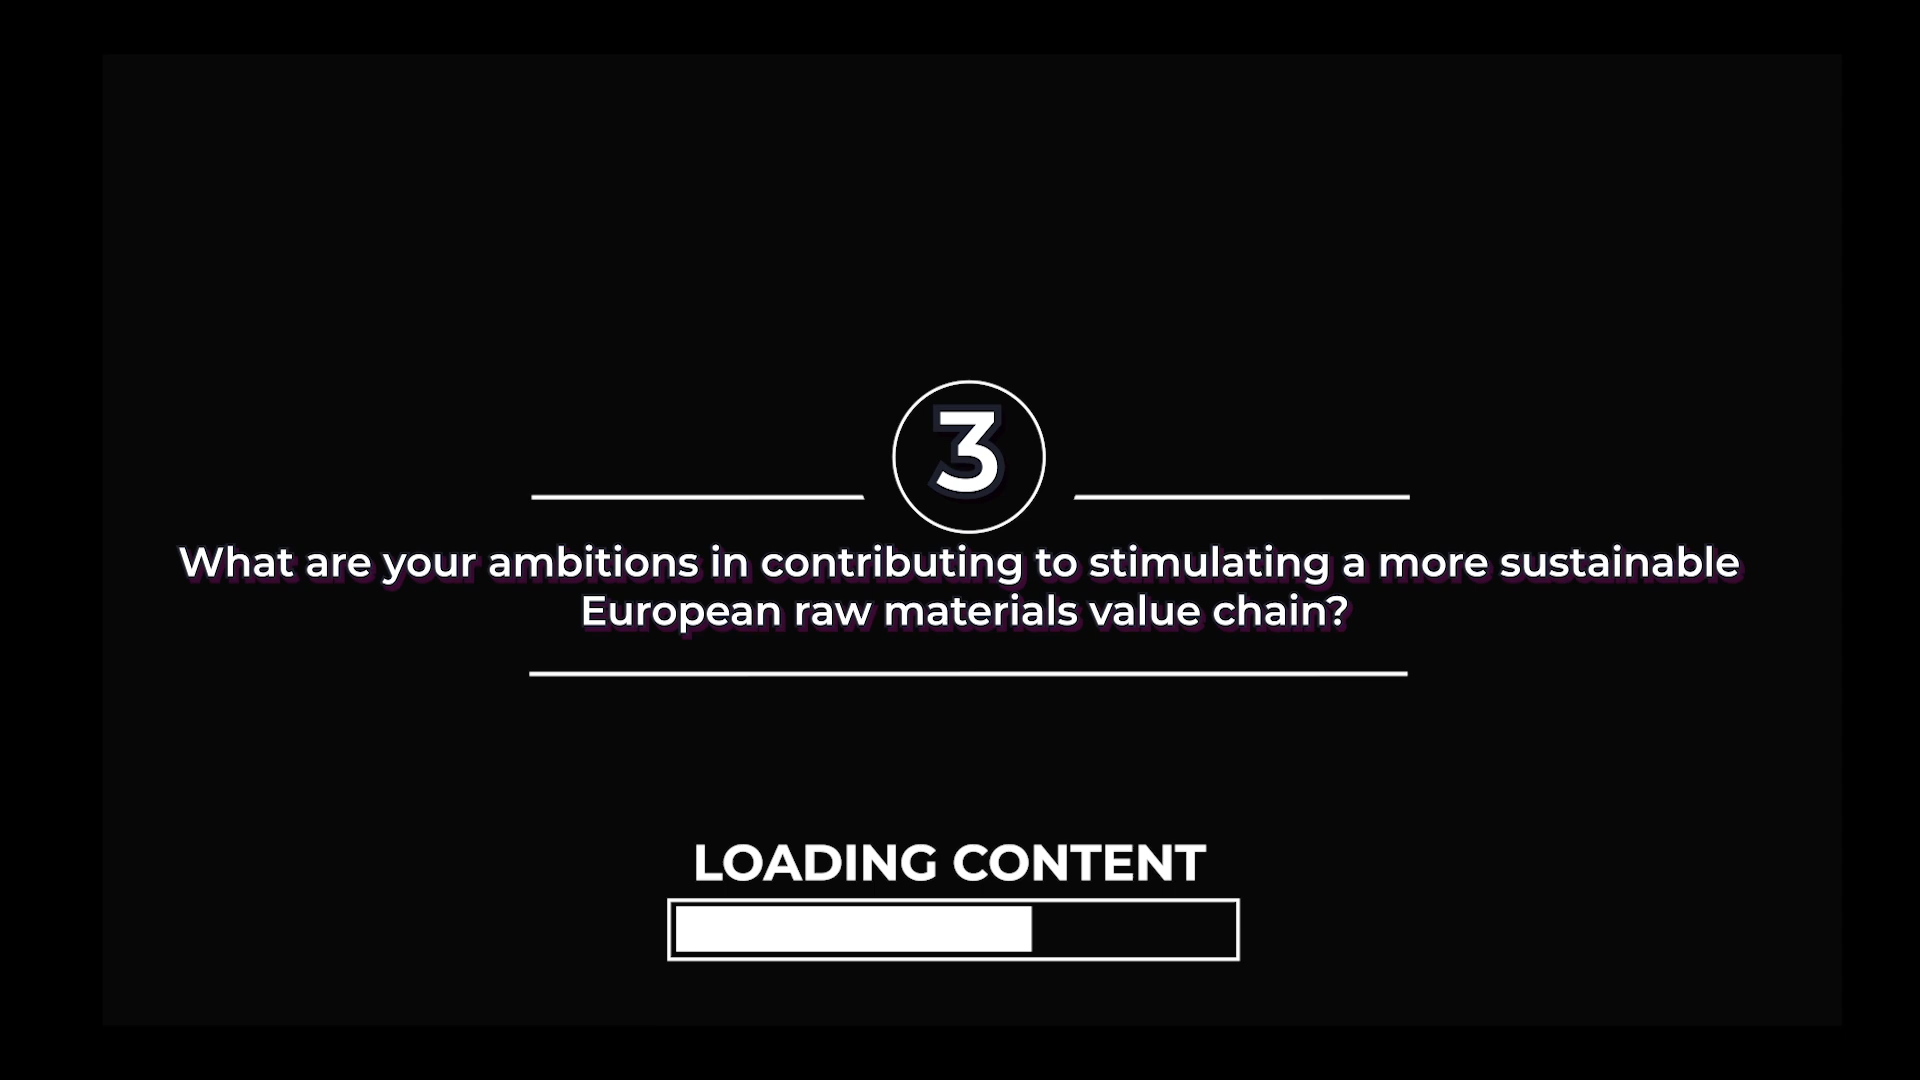 3
What are your ambitions in contributing to stimulating a more sustainable
European raw materials value chain?
LOADING CONTENT